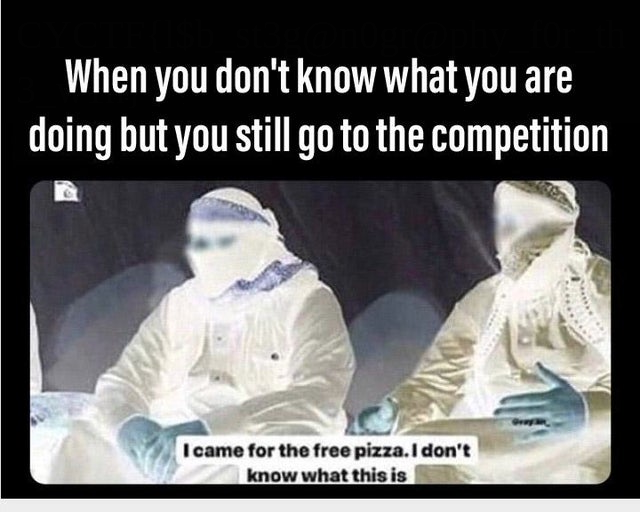 When you don't know what you are
doing but you still go to the competition
I came for the free pizza. I don't
know what this is